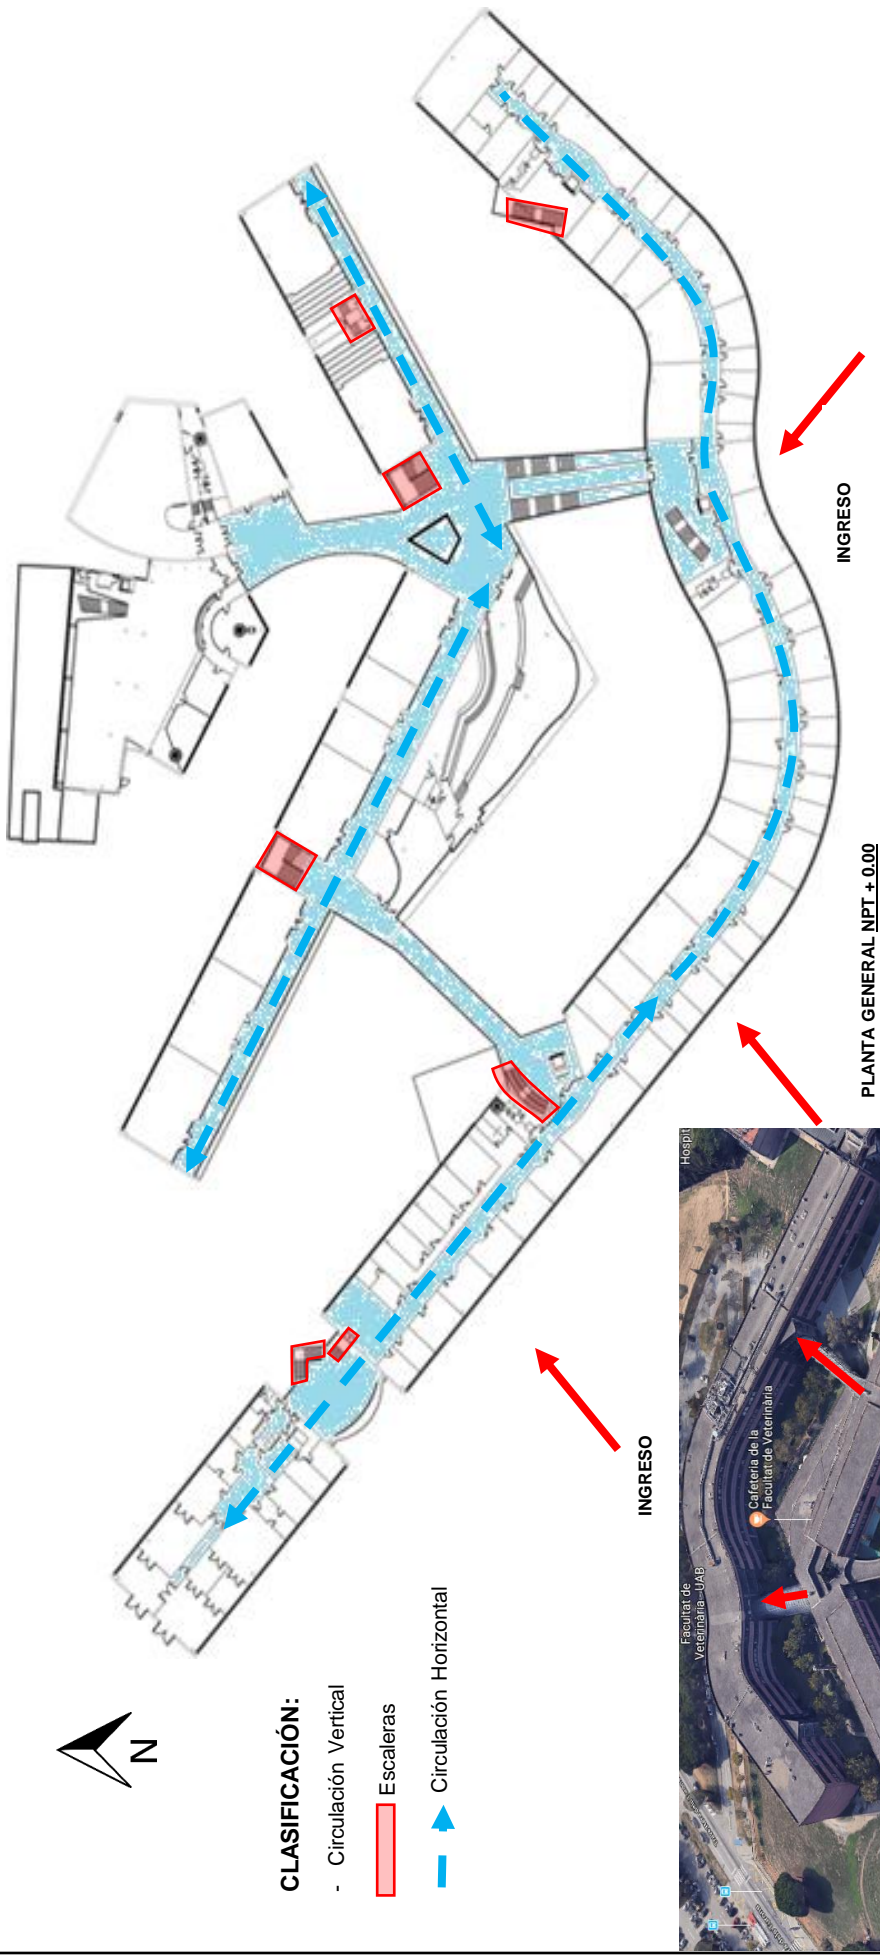 INGRESO
PLANTA GENERAL NPT + 0.00
INGRESO
N
CLASIFICACIÓN:
- Circulación Vertical
Escaleras
Circulación Horizontal
Hospit
Cafeteria de la
Facultat de Veterinària
Facultat de
Veterinària - UAB